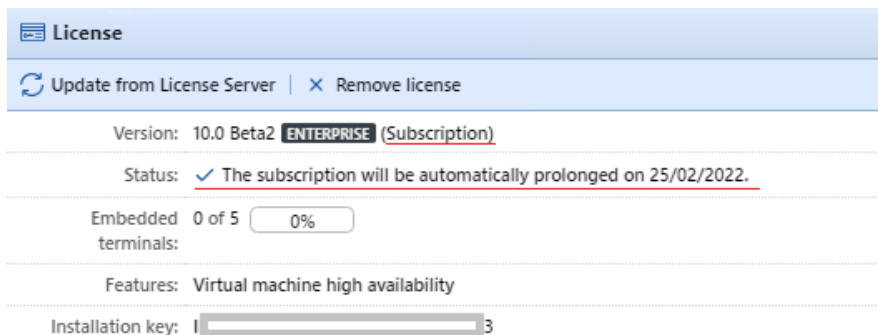 License
Update from License Server | × Remove license
Version: 10.0 Beta2 ENTERPRISE (Subscription)
Status: ✓ The subscription will be automatically prolonged on 25/02/2022.
Embedded terminals: 0 of 5 0%
Features: Virtual machine high availability
Installation key: I 3